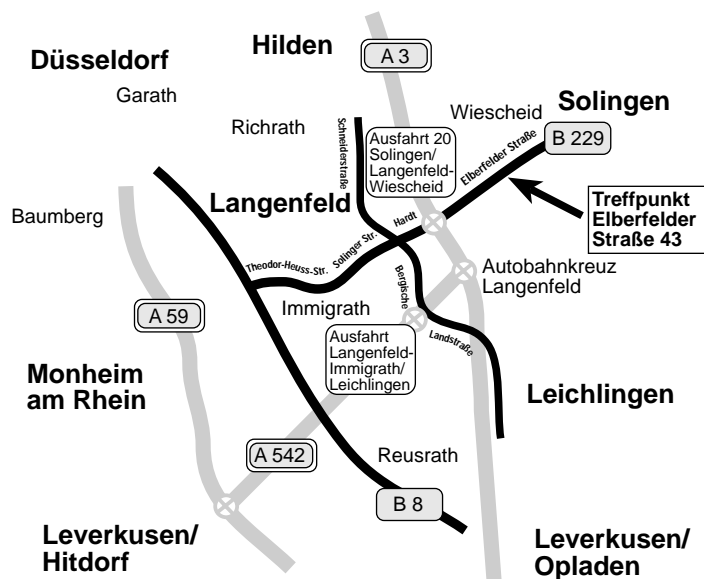 Hilden
Düsseldorf
A 3
Garath
Wiescheid
Solingen
Richrath
Schneiderstraße
Ausfahrt 20
Solingen/
Langenfeld-
Wiescheid
Elberfelder Straße
B 229
Baumberg
Langenfeld
Treffpunkt
Elberfelder
Straße 43
Hardt
Solinger Str.
Theodor-Heuss-Str.
Bergische
Landstraße
Autobahnkreuz
Langenfeld
Immigrath
A 59
Ausfahrt
Langenfeld-
Immigrath/
Leichlingen
Monheim
am Rhein
Leichlingen
A 542
Reusrath
B 8
Leverkusen/
Hitdorf
Leverkusen/
Opladen